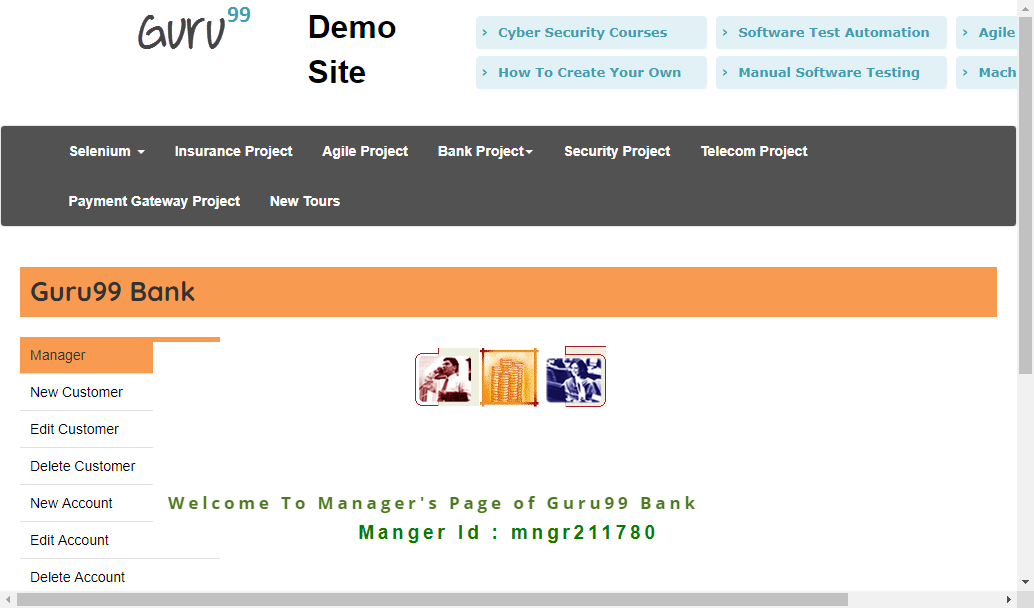 Guru99
Demo
Site
› Cyber Security Courses
› Software Test Automation
› Agile
› How To Create Your Own
› Manual Software Testing
› Mach
Selenium
Insurance Project
Agile Project
Bank Project
Security Project
Telecom Project
Payment Gateway Project
New Tours
Guru99 Bank
Manager
New Customer
Edit Customer
Delete Customer
New Account
Edit Account
Delete Account
Welcome To Manager's Page of Guru99 Bank
Manger Id : mngr211780